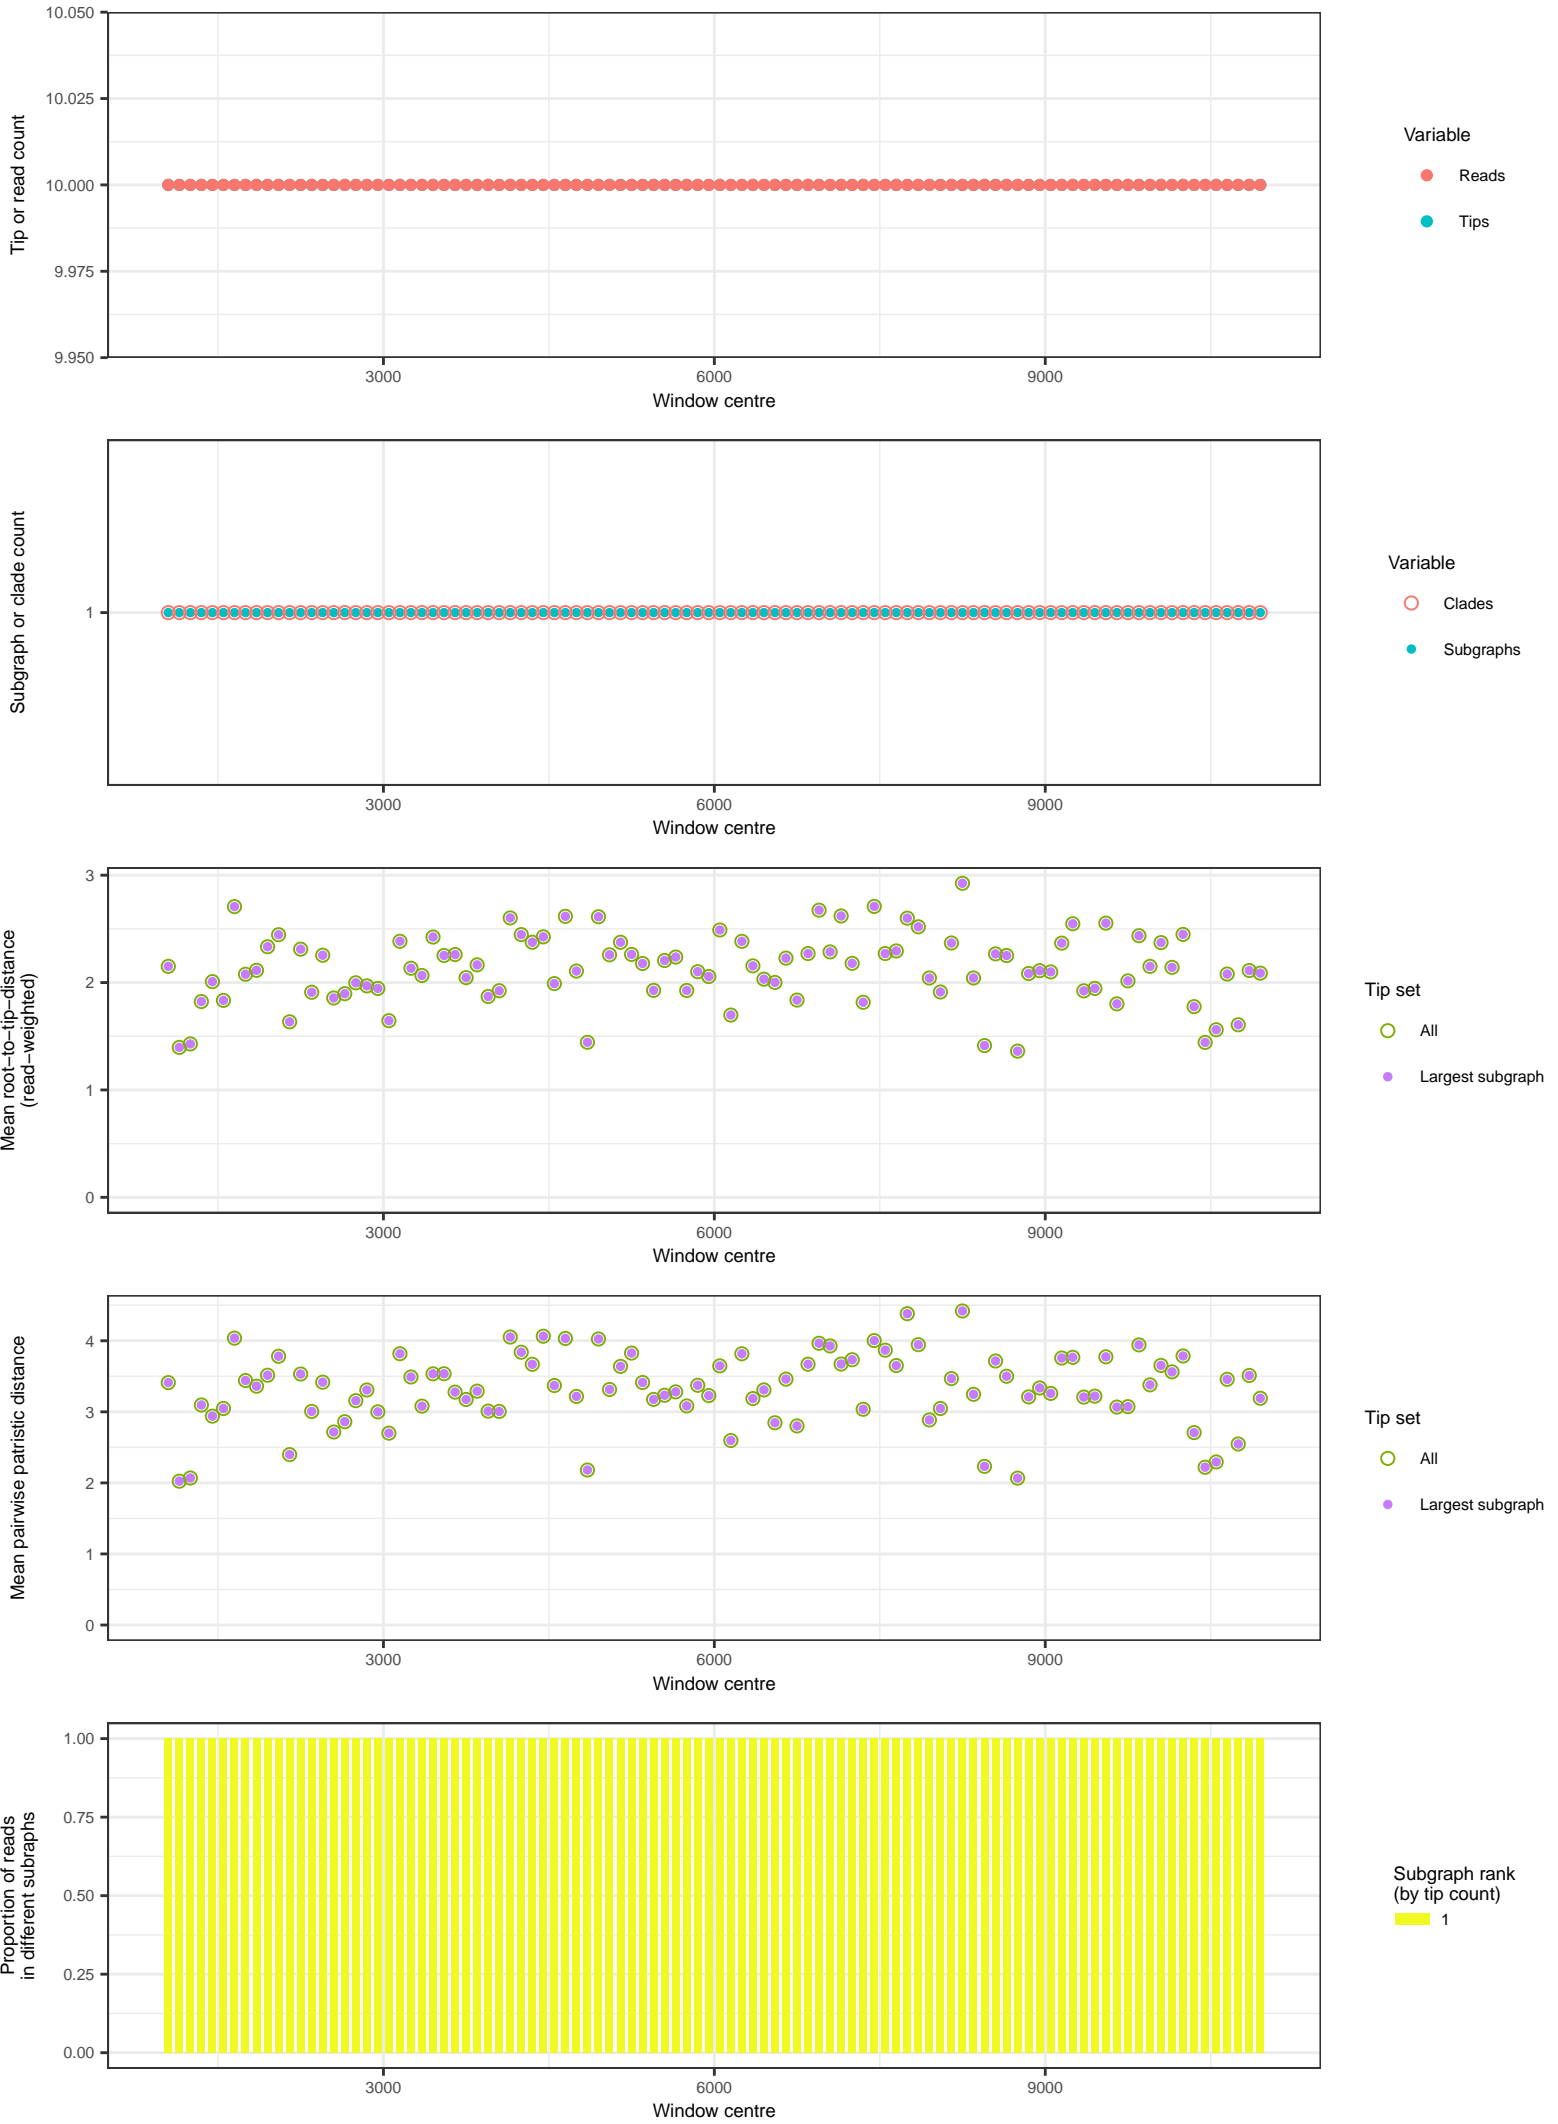 10.050
10.025
10.000
9.975
9.950
Tip or read count
3000 6000 9000
Window centre
Variable
Reads
Tips
Subgraph or clade count
1
3000 6000 9000
Window centre
Variable
Clades
Subgraphs
Mean root−to−tip−distance
(read−weighted)
3
2
1
0
3000 6000 9000
Window centre
Tip set
All
Largest subgraph
Mean pairwise patristic distance
4
3
2
1
0
3000 6000 9000
Window centre
Tip set
All
Largest subgraph
Proportion of reads
in different subraphs
1.00
0.75
0.50
0.25
0.00
3000 6000 9000
Window centre
Subgraph rank
(by tip count)
1